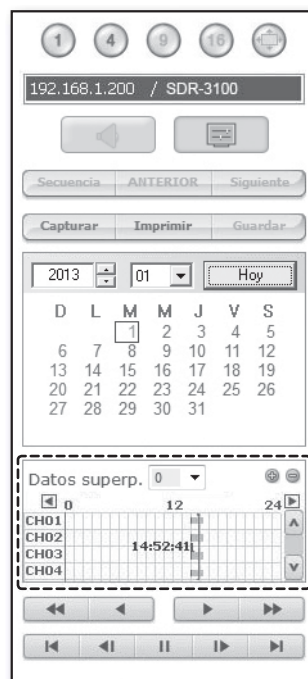 1 4 9 16
192.168.1.200 / SDR-3100
Secuencia ANTERIOR Siguiente
Capturar Imprimir Guardar
2013 01 Hoy
D L M M J V S
1 2 3 4 5
6 7 8 9 10 11 12
13 14 15 16 17 18 19
20 21 22 23 24 25 26
27 28 29 30 31
Datos superp. 0
0 12 24
CH01
CH02
14:52:41
CH03
CH04